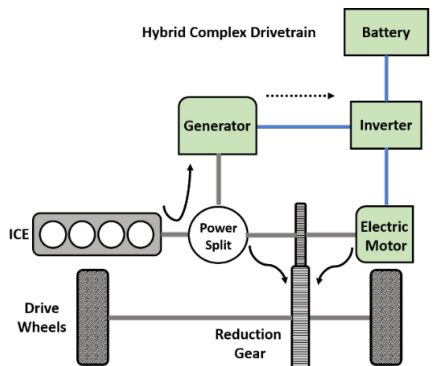 Hybrid Complex Drivetrain
Battery
Generator
Inverter
ICE
Power
Split
Electric
Motor
Drive
Wheels
Reduction
Gear